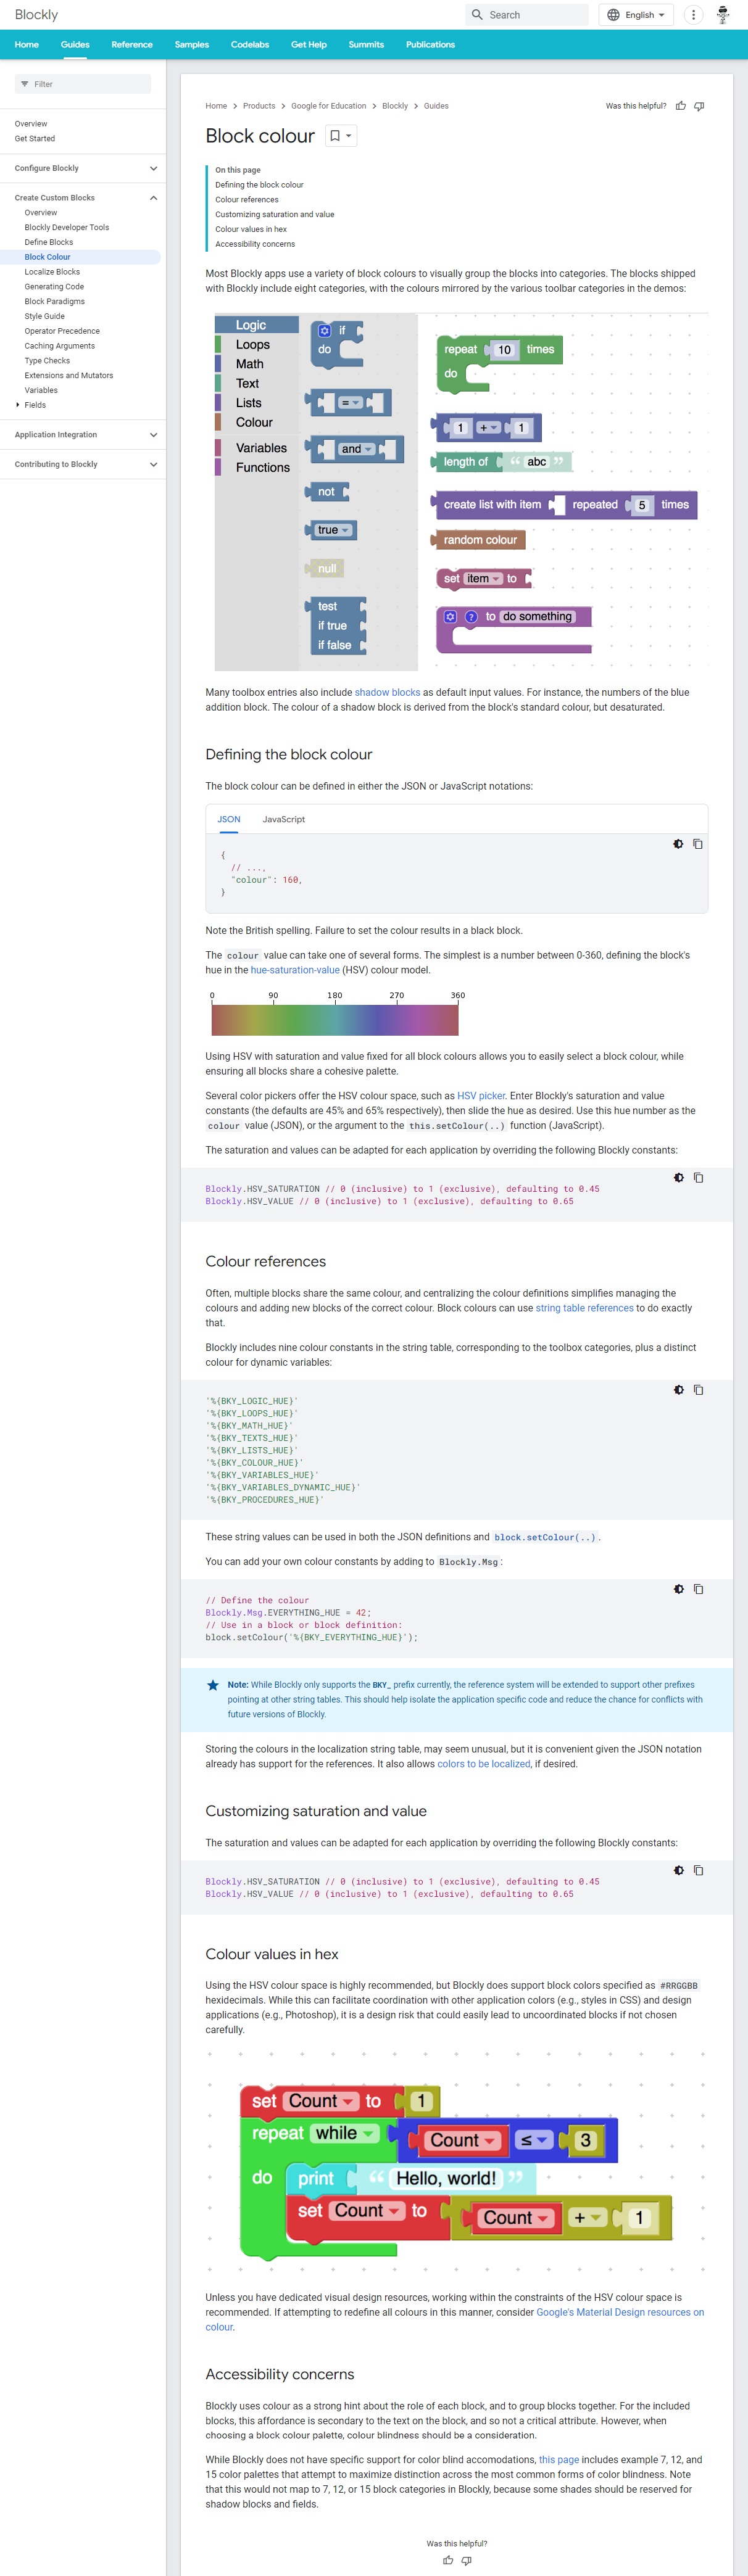 Blockly
Search
English
Home
Guides
Reference
Samples
Codelabs
Get Help
Summits
Publications
Filter
Overview
Get Started
Configure Blockly
Create Custom Blocks
Overview
Blockly Developer Tools
Define Blocks
Block Colour
Localize Blocks
Generating Code
Block Paradigms
Style Guide
Operator Precedence
Caching Arguments
Type Checks
Extensions and Mutators
Variables
Fields
Application Integration
Contributing to Blockly
Home > Products > Google for Education > Blockly > Guides
Was this helpful?
Block colour
On this page
Defining the block colour
Colour references
Customizing saturation and value
Colour values in hex
Accessibility concerns
Most Blockly apps use a variety of block colours to visually group the blocks into categories. The blocks shipped
with Blockly include eight categories, with the colours mirrored by the various toolbar categories in the demos:
Logic
Loops
Math
Text
Lists
Colour
Variables
Functions
if
do
=
and
not
true
null
test
if true
if false
repeat 10 times
do
1 + 1
length of “ abc ”
create list with item repeated 5 times
random colour
set item to
? to do something
Many toolbox entries also include shadow blocks as default input values. For instance, the numbers of the blue
addition block. The colour of a shadow block is derived from the block's standard colour, but desaturated.
Defining the block colour
The block colour can be defined in either the JSON or JavaScript notations:
JSON
JavaScript
{
// ...,
"colour": 160,
}
Note the British spelling. Failure to set the colour results in a black block.
The colour value can take one of several forms. The simplest is a number between 0-360, defining the block's
hue in the hue-saturation-value (HSV) colour model.
0 90 180 270 360
Using HSV with saturation and value fixed for all block colours allows you to easily select a block colour, while
ensuring all blocks share a cohesive palette.
Several color pickers offer the HSV colour space, such as HSV picker. Enter Blockly's saturation and value
constants (the defaults are 45% and 65% respectively), then slide the hue as desired. Use this hue number as the
colour value (JSON), or the argument to the this.setColour(..) function (JavaScript).
The saturation and values can be adapted for each application by overriding the following Blockly constants:
Blockly.HSV_SATURATION // 0 (inclusive) to 1 (exclusive), defaulting to 0.45
Blockly.HSV_VALUE // 0 (inclusive) to 1 (exclusive), defaulting to 0.65
Colour references
Often, multiple blocks share the same colour, and centralizing the colour definitions simplifies managing the
colours and adding new blocks of the correct colour. Block colours can use string table references to do exactly
that.
Blockly includes nine colour constants in the string table, corresponding to the toolbox categories, plus a distinct
colour for dynamic variables:
'%{BKY_LOGIC_HUE}'
'%{BKY_LOOPS_HUE}'
'%{BKY_MATH_HUE}'
'%{BKY_TEXTS_HUE}'
'%{BKY_LISTS_HUE}'
'%{BKY_COLOUR_HUE}'
'%{BKY_VARIABLES_HUE}'
'%{BKY_VARIABLES_DYNAMIC_HUE}'
'%{BKY_PROCEDURES_HUE}'
These string values can be used in both the JSON definitions and block.setColour(..).
You can add your own colour constants by adding to Blockly.Msg:
// Define the colour
Blockly.Msg.EVERYTHING_HUE = 42;
// Use in a block or block definition:
block.setColour('%{BKY_EVERYTHING_HUE}');
Note: While Blockly only supports the BKY_ prefix currently, the reference system will be extended to support other prefixes
pointing at other string tables. This should help isolate the application specific code and reduce the chance for conflicts with
future versions of Blockly.
Storing the colours in the localization string table, may seem unusual, but it is convenient given the JSON notation
already has support for the references. It also allows colors to be localized, if desired.
Customizing saturation and value
The saturation and values can be adapted for each application by overriding the following Blockly constants:
Blockly.HSV_SATURATION // 0 (inclusive) to 1 (exclusive), defaulting to 0.45
Blockly.HSV_VALUE // 0 (inclusive) to 1 (exclusive), defaulting to 0.65
Colour values in hex
Using the HSV colour space is highly recommended, but Blockly does support block colors specified as #RRGGBB
hexidecimals. While this can facilitate coordination with other application colors (e.g., styles in CSS) and design
applications (e.g., Photoshop), it is a design risk that could easily lead to uncoordinated blocks if not chosen
carefully.
set Count to 1
repeat while Count ≤ 3
do print “ Hello, world! ”
set Count to Count + 1
Unless you have dedicated visual design resources, working within the constraints of the HSV colour space is
recommended. If attempting to redefine all colours in this manner, consider Google's Material Design resources on
colour.
Accessibility concerns
Blockly uses colour as a strong hint about the role of each block, and to group blocks together. For the included
blocks, this affordance is secondary to the text on the block, and so not a critical attribute. However, when
choosing a block colour palette, colour blindness should be a consideration.
While Blockly does not have specific support for color blind accomodations, this page includes example 7, 12, and
15 color palettes that attempt to maximize distinction across the most common forms of color blindness. Note
that this would not map to 7, 12, or 15 block categories in Blockly, because some shades should be reserved for
shadow blocks and fields.
Was this helpful?